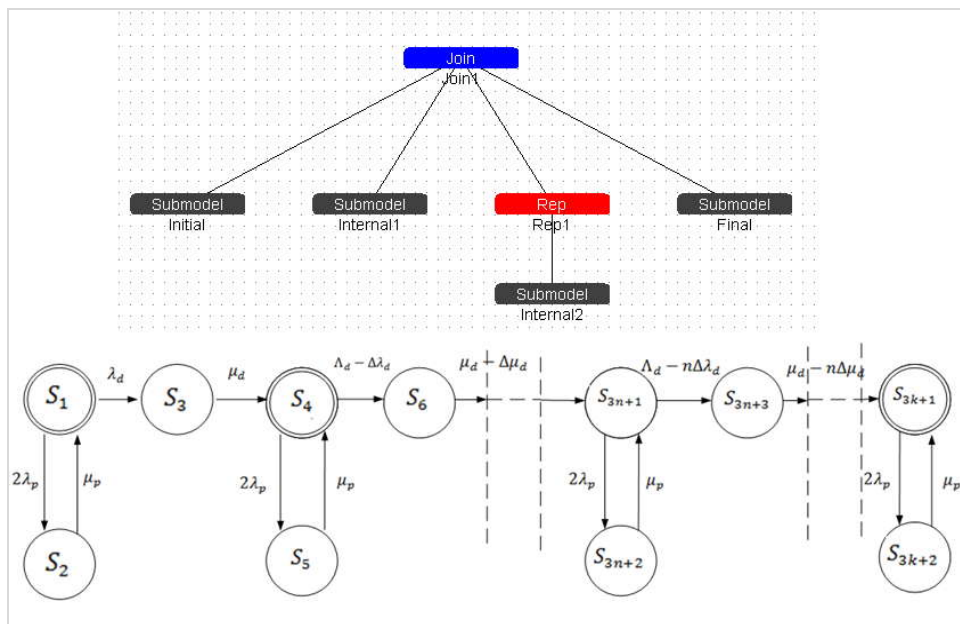 Join
Join1
Submodel Submodel Rep Submodel
Initial Internal1 Rep1 Final
Submodel
Internal2
λ_d μ_d Λ_d − Δλ_d μ_d − Δμ_d Λ_d − nΔλ_d μ_d − nΔμ_d
S_1 S_3 S_4 S_6 S_{3n+1} S_{3n+3} S_{3k+1}
2λ_p μ_p 2λ_p μ_p 2λ_p μ_p 2λ_p μ_p
S_2 S_5 S_{3n+2} S_{3k+2}